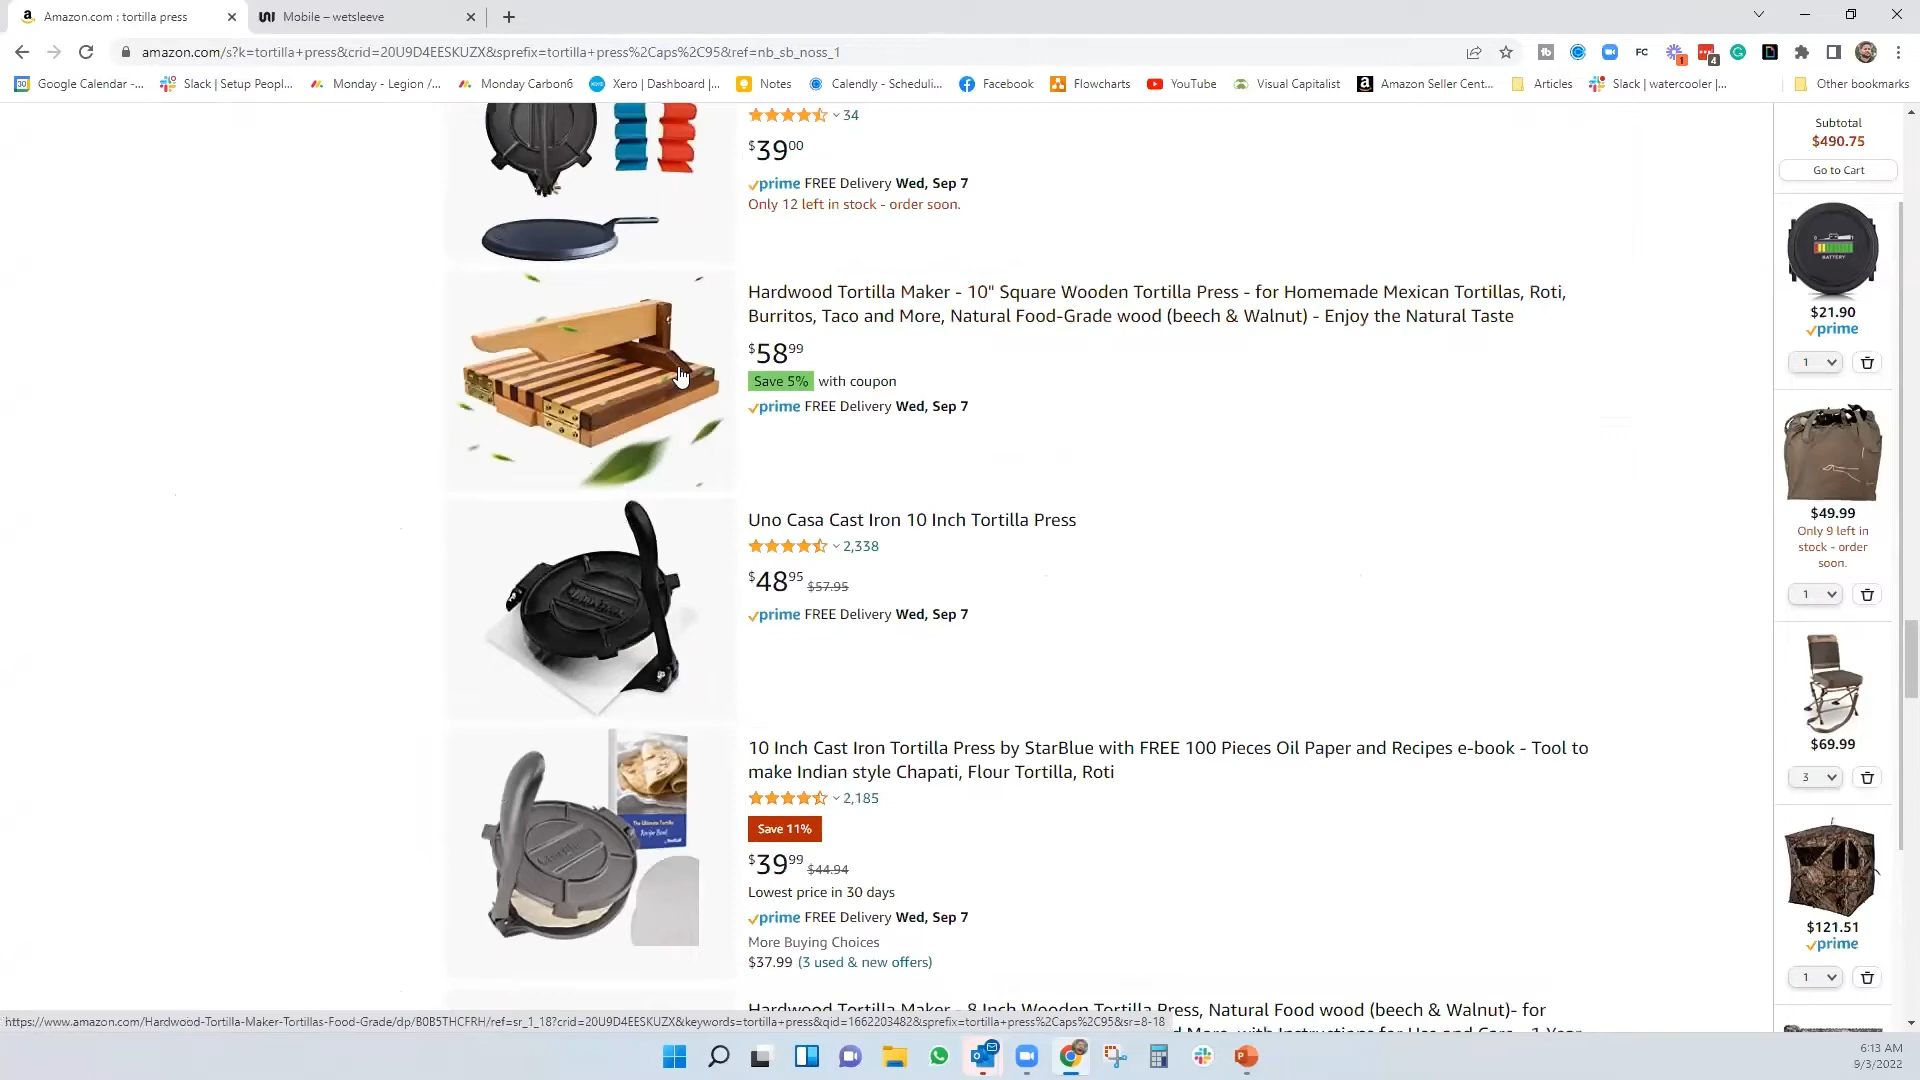 Amazon.com : tortilla press
Mobile – wetsleeve
amazon.com/s?k=tortilla+press&crid=20U9D4EESKUZX&sprefix=tortilla+press%2Caps%2C95&ref=nb_sb_noss_1
FC
1
4
Google Calendar -...
Slack | Setup Peopl...
Monday - Legion /...
Monday Carbon6
Xero | Dashboard |...
Notes
Calendly - Scheduli...
Facebook
Flowcharts
YouTube
Visual Capitalist
Amazon Seller Cent...
Articles
Slack | watercooler |...
Other bookmarks
34
$39 00
prime FREE Delivery Wed, Sep 7
Only 12 left in stock - order soon.
Hardwood Tortilla Maker - 10" Square Wooden Tortilla Press - for Homemade Mexican Tortillas, Roti,
Burritos, Taco and More, Natural Food-Grade wood (beech & Walnut) - Enjoy the Natural Taste
$58 99
Save 5% with coupon
prime FREE Delivery Wed, Sep 7
Uno Casa Cast Iron 10 Inch Tortilla Press
2,338
$48 95 $57.95
prime FREE Delivery Wed, Sep 7
10 Inch Cast Iron Tortilla Press by StarBlue with FREE 100 Pieces Oil Paper and Recipes e-book - Tool to
make Indian style Chapati, Flour Tortilla, Roti
2,185
Save 11%
$39 99 $44.94
Lowest price in 30 days
prime FREE Delivery Wed, Sep 7
More Buying Choices
$37.99 (3 used & new offers)
Hardwood Tortilla Maker - 8 Inch Wooden Tortilla Press, Natural Food wood (beech & Walnut)- for
Subtotal
$490.75
Go to Cart
BATTERY
$21.90
prime
1
$49.99
Only 9 left in
stock - order
soon.
1
$69.99
3
$121.51
prime
1
https://www.amazon.com/Hardwood-Tortilla-Maker-Tortillas-Food-Grade/dp/B0B5THCFRH/ref=sr_1_18?crid=20U9D4EESKUZX&keywords=tortilla+press&qid=1662203482&sprefix=tortilla+press%2Caps%2C95&sr=8-18
6:13 AM
9/3/2022